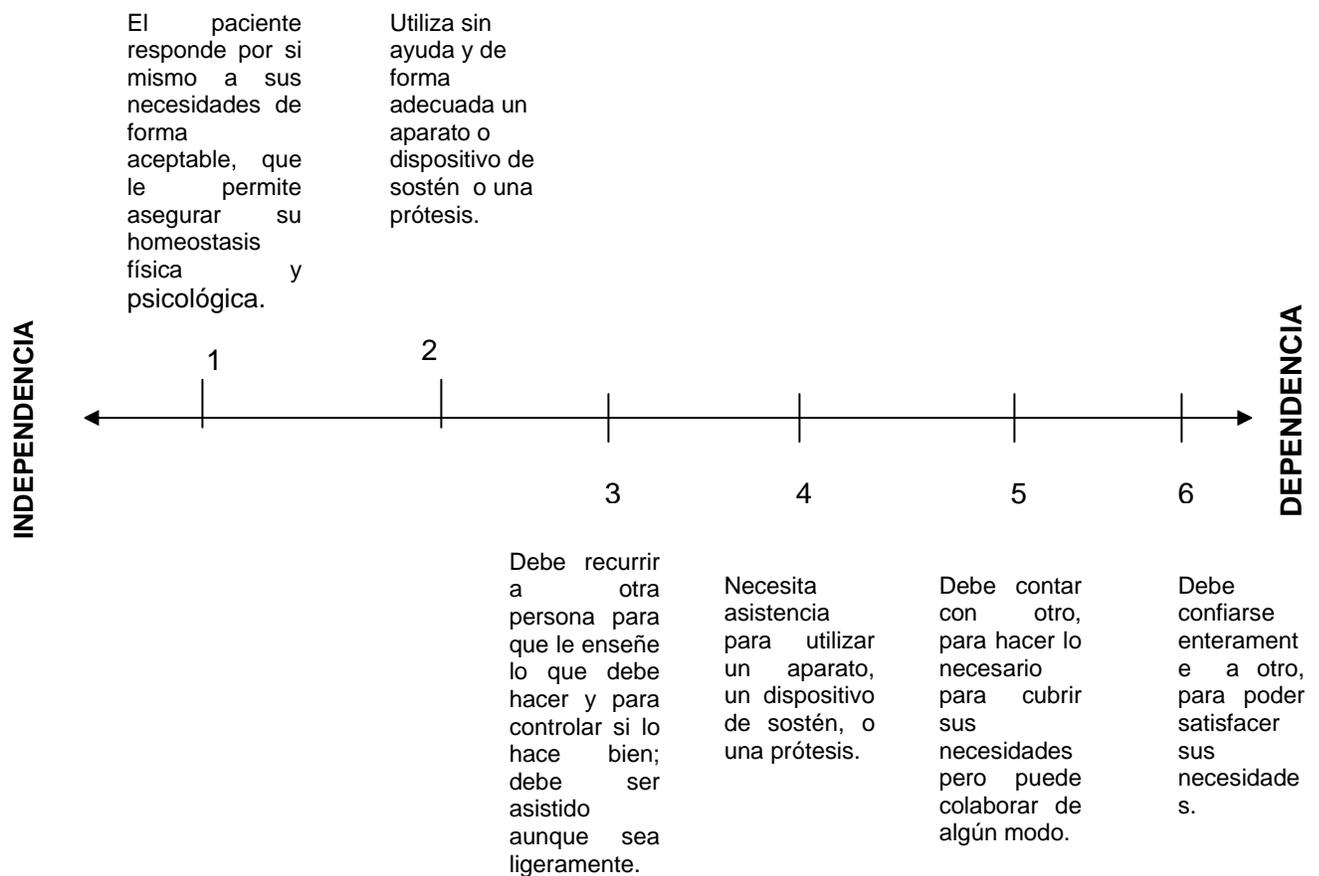 El paciente
responde por si
mismo a sus
necesidades de
forma
aceptable, que
le permite
asegurar su
homeostasis
física y
psicológica.
Utiliza sin
ayuda y de
forma
adecuada un
aparato o
dispositivo de
sostén o una
prótesis.
INDEPENDENCIA
1
2
3
4
5
6
DEPENDENCIA
Debe recurrir
a otra
persona para
que le enseñe
lo que debe
hacer y para
controlar si lo
hace bien;
debe ser
asistido
aunque sea
ligeramente.
Necesita
asistencia
para utilizar
un aparato,
un dispositivo
de sostén, o
una prótesis.
Debe contar
con otro,
para hacer lo
necesario
para cubrir
sus
necesidades
pero puede
colaborar de
algún modo.
Debe
confiarse
enterament
e a otro,
para poder
satisfacer
sus
necesidade
s.